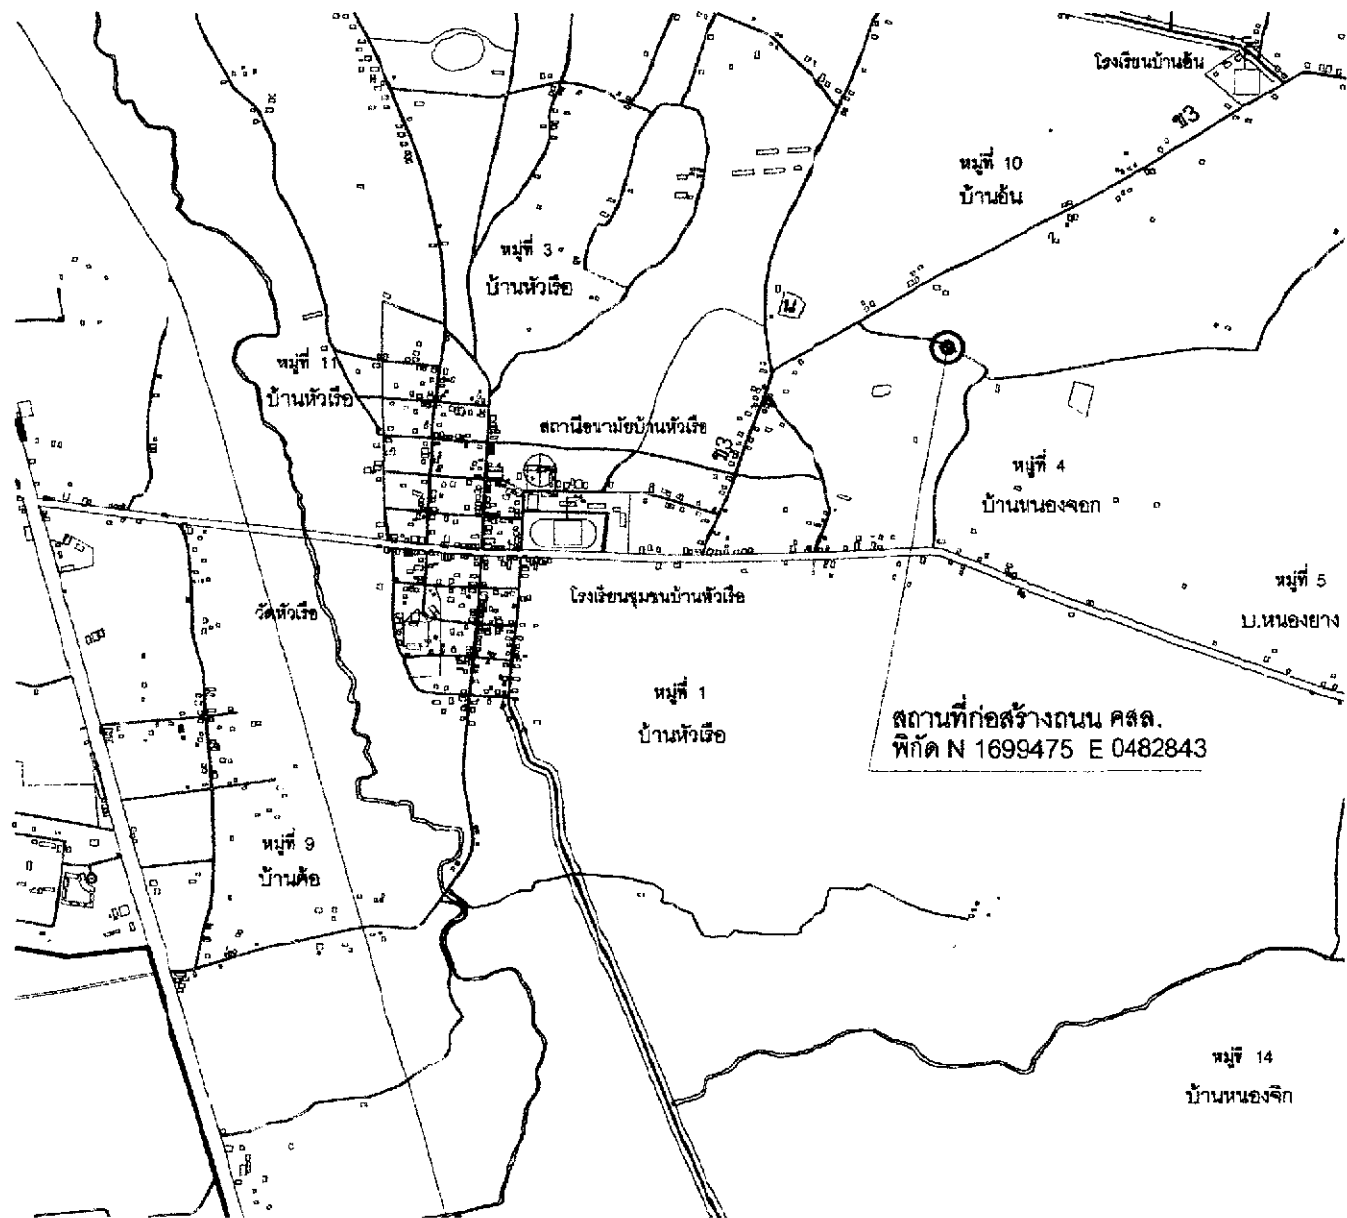 โรงเรียนบ้านอ้น
ช3
หมู่ที่ 10
บ้านอ้น
หมู่ที่ 3
บ้านหัวเรือ
น
หมู่ที่ 11
บ้านหัวเรือ
สถานีอนามัยบ้านหัวเรือ
ช3
หมู่ที่ 4
บ้านหนองจอก
หมู่ที่ 5
บ.หนองยาง
โรงเรียนชุมชนบ้านหัวเรือ
วัดหัวเรือ
หมู่ที่ 1
บ้านหัวเรือ
สถานที่ก่อสร้างถนน คสล.
พิกัด N 1699475 E 0482843
หมู่ที่ 9
บ้านค้อ
หมู่ที่ 14
บ้านหนองจิก